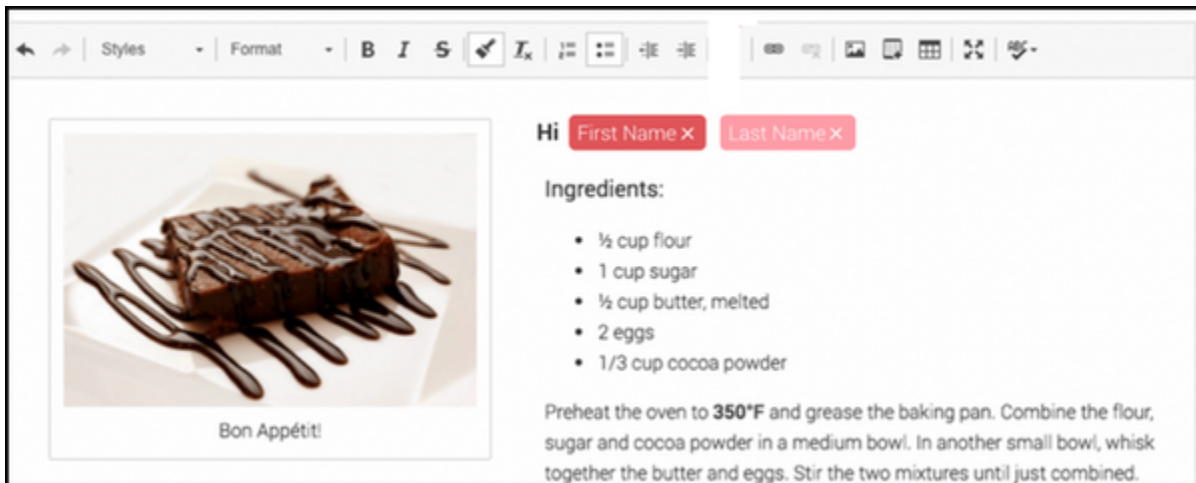 Styles Format B I S Tx ABC
Hi First Name × Last Name ×
Ingredients:
• ½ cup flour
• 1 cup sugar
• ½ cup butter, melted
• 2 eggs
• 1/3 cup cocoa powder
Bon Appétit!
Preheat the oven to 350°F and grease the baking pan. Combine the flour,
sugar and cocoa powder in a medium bowl. In another small bowl, whisk
together the butter and eggs. Stir the two mixtures until just combined.